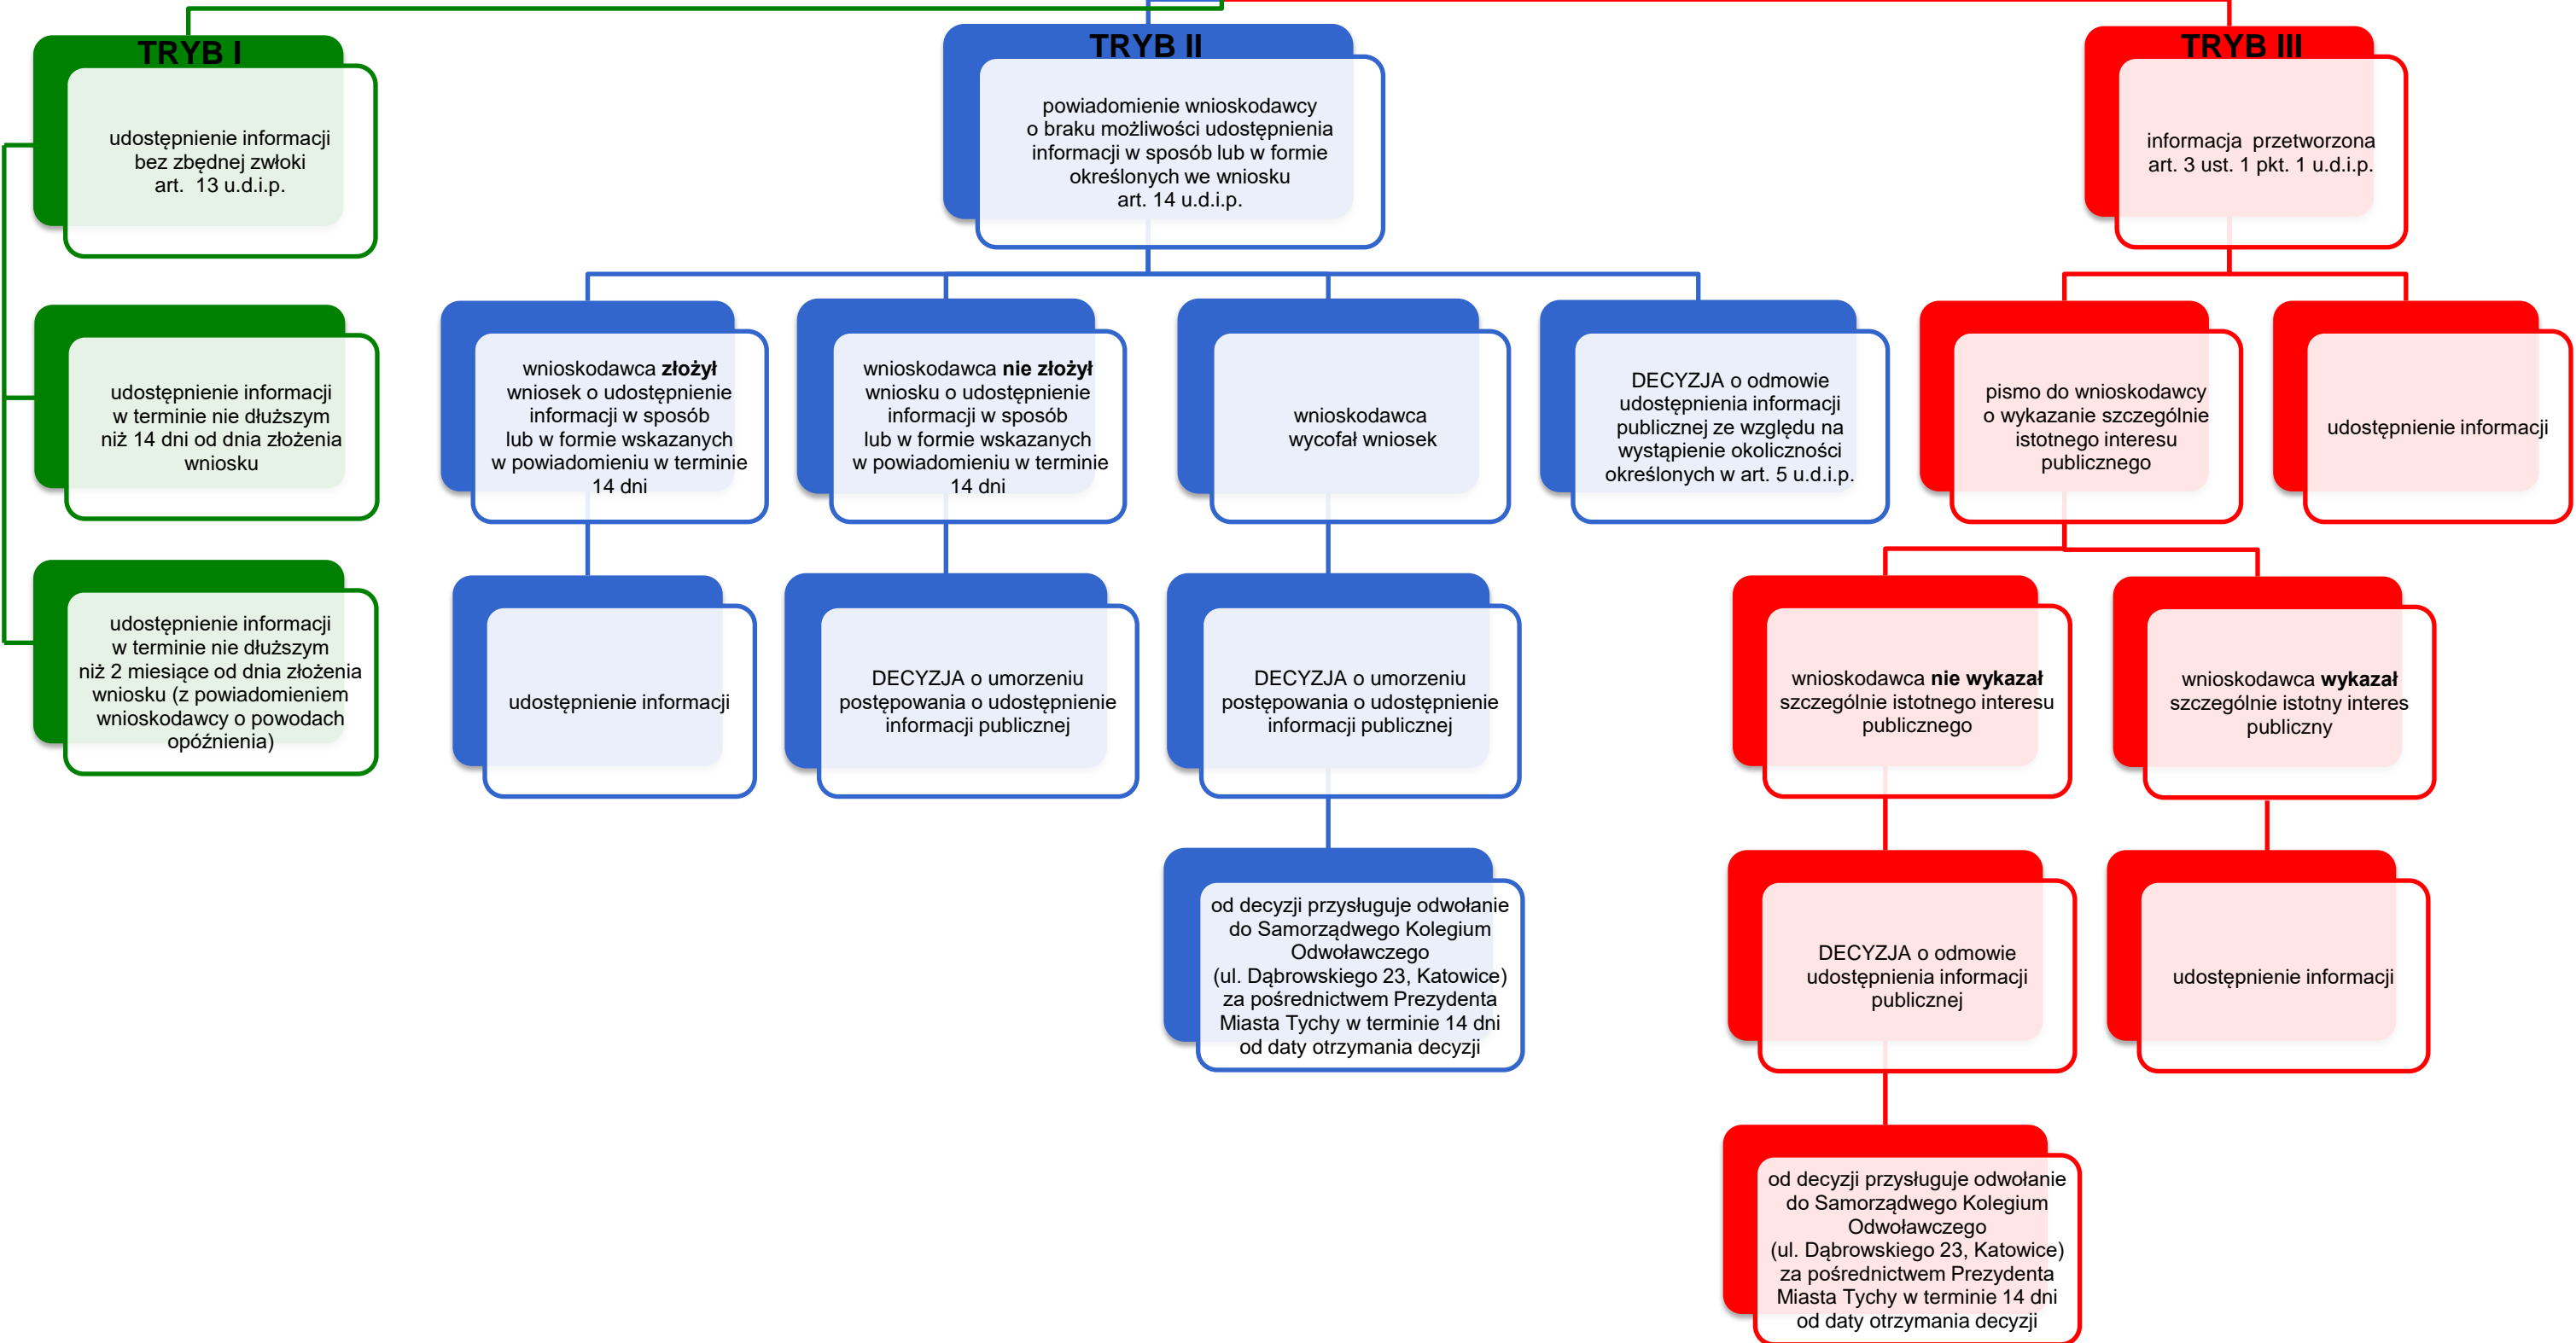 TRYB I
udostępnienie informacji
bez zbędnej zwłoki
art. 13 u.d.i.p.
udostępnienie informacji
w terminie nie dłuższym
niż 14 dni od dnia złożenia
wniosku
udostępnienie informacji
w terminie nie dłuższym
niż 2 miesiące od dnia złożenia
wniosku (z powiadomieniem
wnioskodawcy o powodach
opóźnienia)
TRYB II
powiadomienie wnioskodawcy
o braku możliwości udostępnienia
informacji w sposób lub w formie
określonych we wniosku
art. 14 u.d.i.p.
wnioskodawca złożył
wniosek o udostępnienie
informacji w sposób
lub w formie wskazanych
w powiadomieniu w terminie
14 dni
udostępnienie informacji
wnioskodawca nie złożył
wniosku o udostępnienie
informacji w sposób
lub w formie wskazanych
w powiadomieniu w terminie
14 dni
DECYZJA o umorzeniu
postępowania o udostępnienie
informacji publicznej
wnioskodawca
wycofał wniosek
DECYZJA o umorzeniu
postępowania o udostępnienie
informacji publicznej
od decyzji przysługuje odwołanie
do Samorządwego Kolegium
Odwoławczego
(ul. Dąbrowskiego 23, Katowice)
za pośrednictwem Prezydenta
Miasta Tychy w terminie 14 dni
od daty otrzymania decyzji
DECYZJA o odmowie
udostępnienia informacji
publicznej ze względu na
wystąpienie okoliczności
określonych w art. 5 u.d.i.p.
TRYB III
informacja przetworzona
art. 3 ust. 1 pkt. 1 u.d.i.p.
pismo do wnioskodawcy
o wykazanie szczególnie
istotnego interesu
publicznego
wnioskodawca nie wykazał
szczególnie istotnego interesu
publicznego
DECYZJA o odmowie
udostępnienia informacji
publicznej
od decyzji przysługuje odwołanie
do Samorządwego Kolegium
Odwoławczego
(ul. Dąbrowskiego 23, Katowice)
za pośrednictwem Prezydenta
Miasta Tychy w terminie 14 dni
od daty otrzymania decyzji
wnioskodawca wykazał
szczególnie istotny interes
publiczny
udostępnienie informacji
udostępnienie informacji